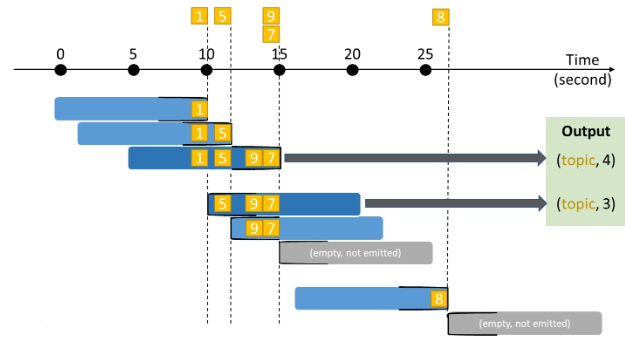 1 5 9 8
7
0 5 10 15 20 25 Time
(second)
1
1 5
1 5 9 7
Output
(topic, 4)
5 9 7
(topic, 3)
9 7
(empty, not emitted)
8
(empty, not emitted)